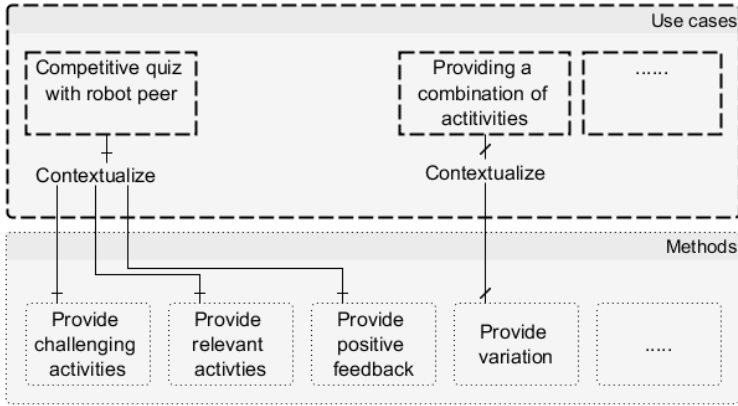 Use cases
Competitive quiz
with robot peer
Providing a
combination of
actitivities
......
Contextualize
Contextualize
Methods
Provide
challenging
activities
Provide
relevant
activties
Provide
positive
feedback
Provide
variation
.....